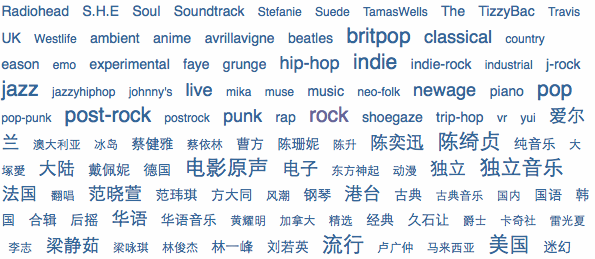 Radiohead S.H.E Soul Soundtrack Stefanie Suede TamasWells The TizzyBac Travis
UK Westlife ambient anime avrillavigne beatles britpop classical country
eason emo experimental faye grunge hip-hop indie indie-rock industrial j-rock
jazz jazzyhiphop johnny's live mika muse music neo-folk newage piano pop
pop-punk post-rock postrock punk rap rock shoegaze trip-hop vr yui 爱尔
兰 澳大利亚 冰岛 蔡健雅 蔡依林 曹方 陈珊妮 陈升 陈奕迅 陈绮贞 纯音乐 大
塚愛 大陆 戴佩妮 德国 电影原声 电子 东方神起 动漫 独立 独立音乐
法国 翻唱 范晓萱 范玮琪 方大同 风潮 钢琴 港台 古典 古典音乐 国内 国语 韩
国 合辑 后摇 华语 华语音乐 黄耀明 加拿大 精选 经典 久石让 爵士 卡奇社 雷光夏
李志 梁静茹 梁咏琪 林俊杰 林一峰 刘若英 流行 卢广仲 马来西亚 美国 迷幻